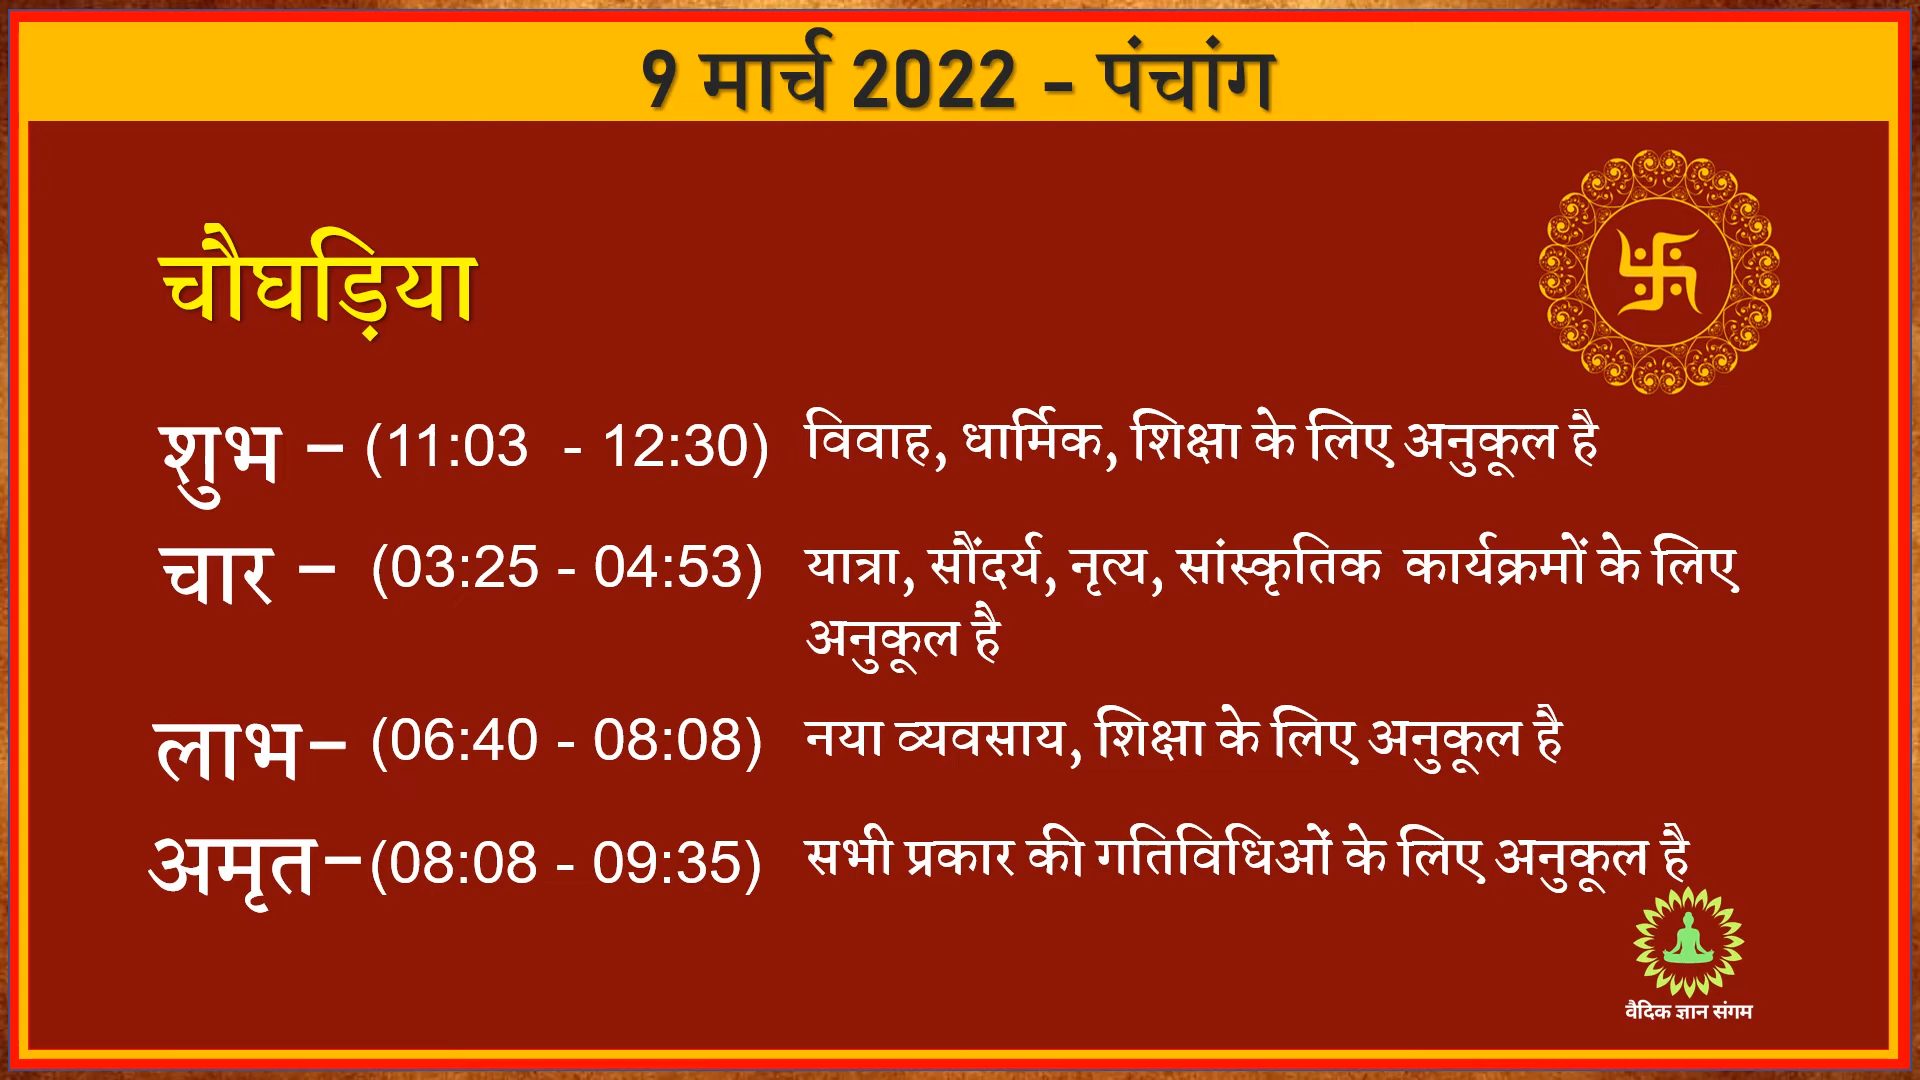 9 मार्च 2022 - पंचांग
चौघड़िया
शुभ – (11:03 - 12:30) विवाह, धार्मिक, शिक्षा के लिए अनुकूल है
चार – (03:25 - 04:53) यात्रा, सौंदर्य, नृत्य, सांस्कृतिक कार्यक्रमों के लिए
अनुकूल है
लाभ– (06:40 - 08:08) नया व्यवसाय, शिक्षा के लिए अनुकूल है
अमृत–(08:08 - 09:35) सभी प्रकार की गतिविधिओं के लिए अनुकूल है
वैदिक ज्ञान संगम